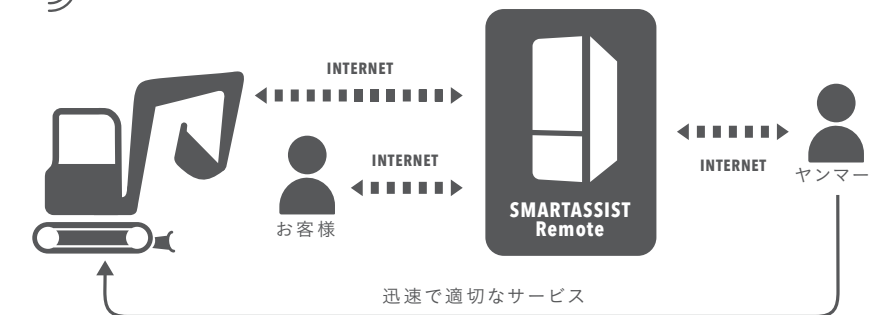 INTERNET
INTERNET
お客様
SMARTASSIST
Remote
INTERNET
ヤンマー
迅速で適切なサービス